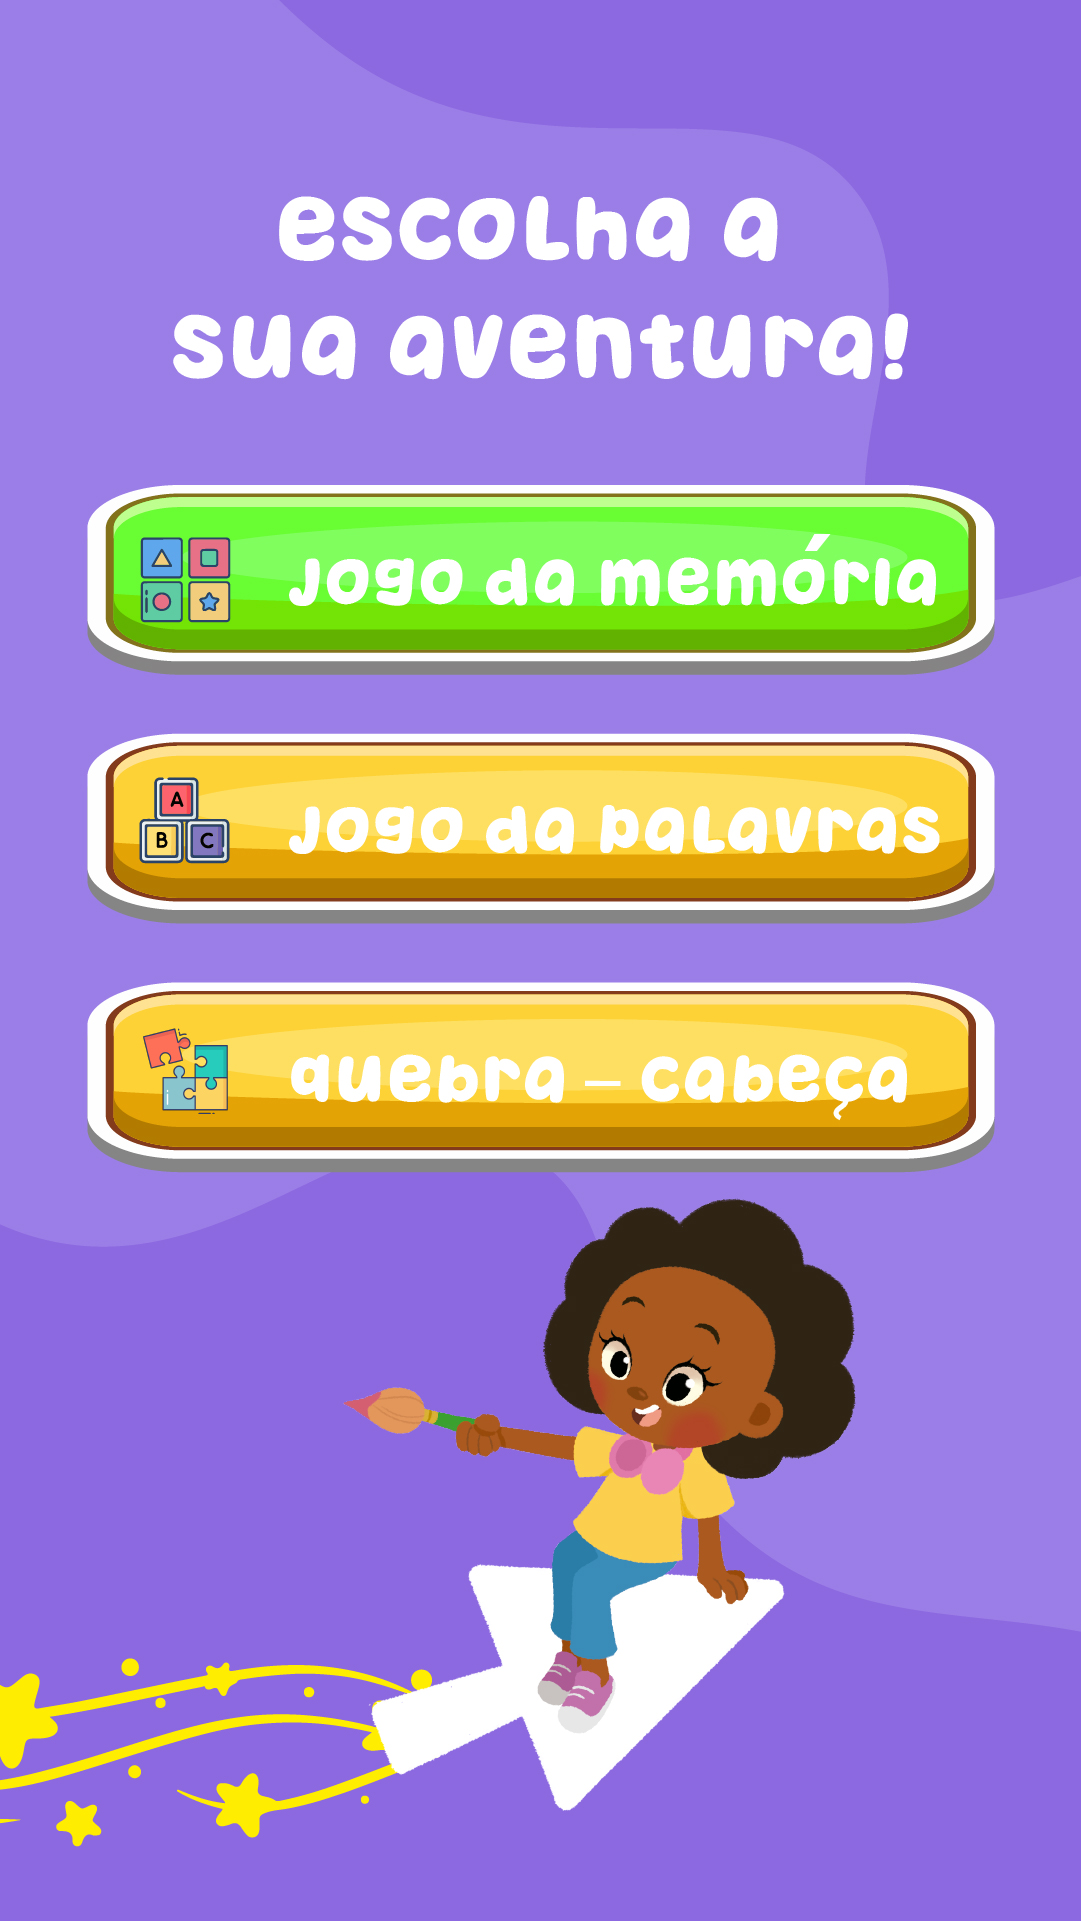 escolha a
sua aventura!
jogo da memória
A
B C
jogo da palavras
quebra – cabeça